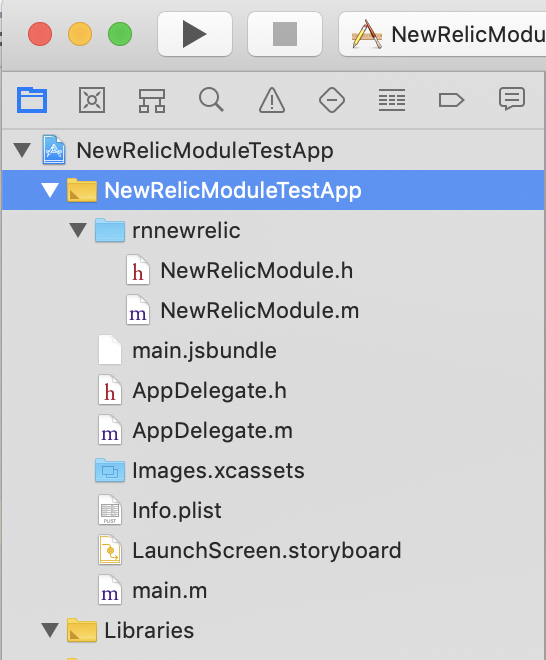 NewRelicModu
NewRelicModuleTestApp
NewRelicModuleTestApp
rnnewrelic
h NewRelicModule.h
m NewRelicModule.m
main.jsbundle
h AppDelegate.h
m AppDelegate.m
Images.xcassets
PLIST Info.plist
LaunchScreen.storyboard
m main.m
Libraries